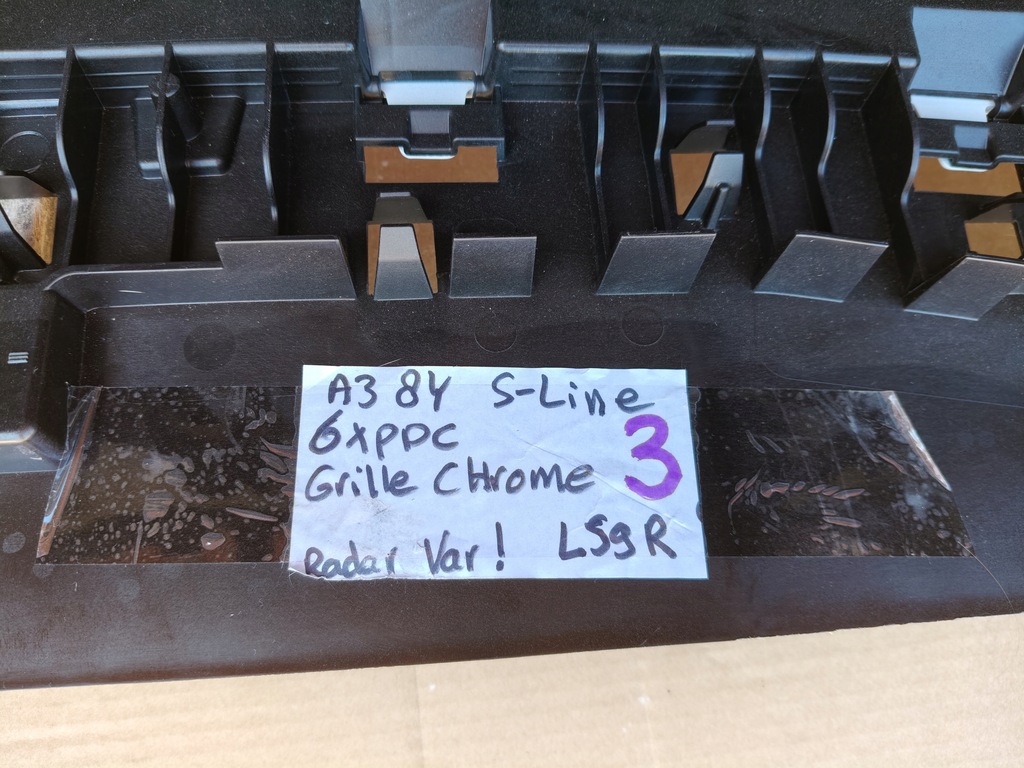 A3 8Y S-Line
6xPDC
Grille CHrome 3
Radar Var! LS9R